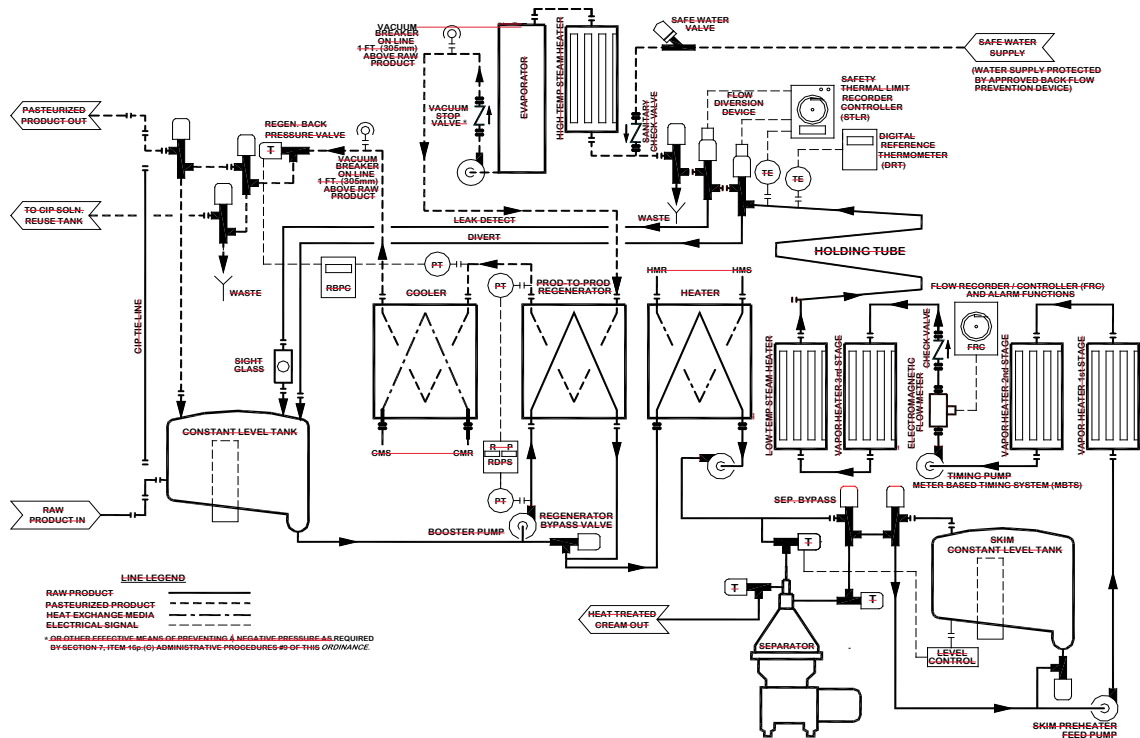 VACUUM
BREAKER
ON LINE
1 FT. (305mm)
ABOVE RAW
PRODUCT
EVAPORATOR
HIGH TEMP STEAM HEATER
SAFE WATER
VALVE
SAFE WATER
SUPPLY
(WATER SUPPLY PROTECTED
BY APPROVED BACK FLOW
PREVENTION DEVICE)
PASTEURIZED
PRODUCT OUT
REGEN. BACK
PRESSURE VALVE
T
VACUUM
BREAKER
ON LINE
1 FT. (305mm)
ABOVE RAW
PRODUCT
VACUUM
STOP
VALVE *
SANITARY
CHECK VALVE
FLOW
DIVERSION
DEVICE
SAFETY
THERMAL LIMIT
RECORDER
CONTROLLER
(STLR)
DIGITAL
REFERENCE
THERMOMETER
(DRT)
TE
TE
TO CIP SOLN.
REUSE TANK
WASTE
LEAK DETECT
DIVERT
WASTE
HOLDING TUBE
CIP TIE LINE
RBPC
PT
PT
COOLER
PROD-TO-PROD
REGENERATOR
HMR
HMS
HEATER
FLOW RECORDER / CONTROLLER (FRC)
AND ALARM FUNCTIONS
FRC
CHECK VALVE
SIGHT
GLASS
LOW TEMP STEAM HEATER
VAPOR HEATER 3rd STAGE
ELECTROMAGNETIC
FLOW METER
VAPOR HEATER 2nd STAGE
VAPOR HEATER 1st STAGE
CONSTANT LEVEL TANK
CMS
CMR
R P
RDPS
PT
TIMING PUMP
METER BASED TIMING SYSTEM (MBTS)
RAW
PRODUCT IN
BOOSTER PUMP
REGENERATOR
BYPASS VALVE
SEP. BYPASS
T
SKIM
CONSTANT LEVEL TANK
LINE LEGEND
RAW PRODUCT
PASTEURIZED PRODUCT
HEAT EXCHANGE MEDIA
ELECTRICAL SIGNAL
* OR OTHER EFFECTIVE MEANS OF PREVENTING A NEGATIVE PRESSURE AS REQUIRED
BY SECTION 7, ITEM 16p.(C) ADMINISTRATIVE PROCEDURES #9 OF THIS ORDINANCE.
HEAT TREATED
CREAM OUT
T
T
SEPARATOR
LEVEL
CONTROL
SKIM PREHEATER
FEED PUMP